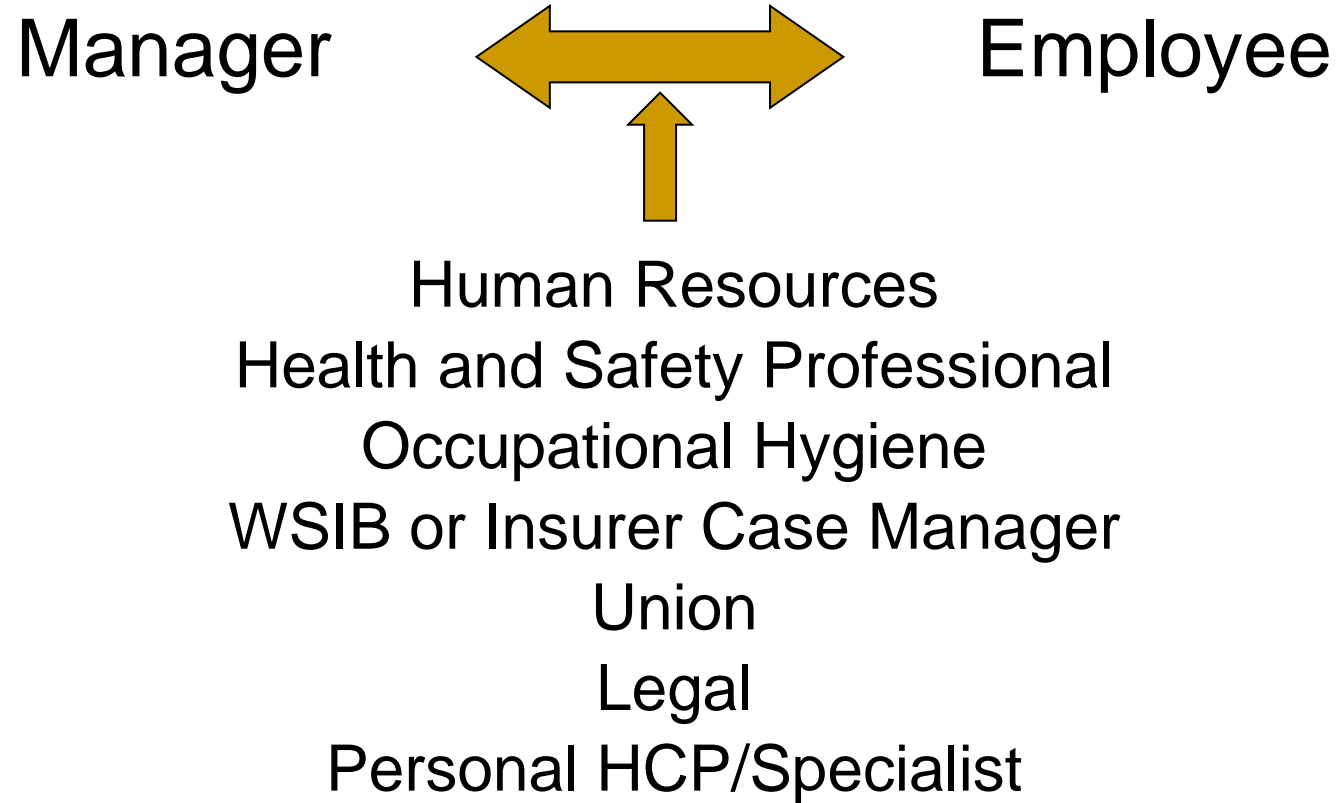 Manager Employee
Human Resources
Health and Safety Professional
Occupational Hygiene
WSIB or Insurer Case Manager
Union
Legal
Personal HCP/Specialist